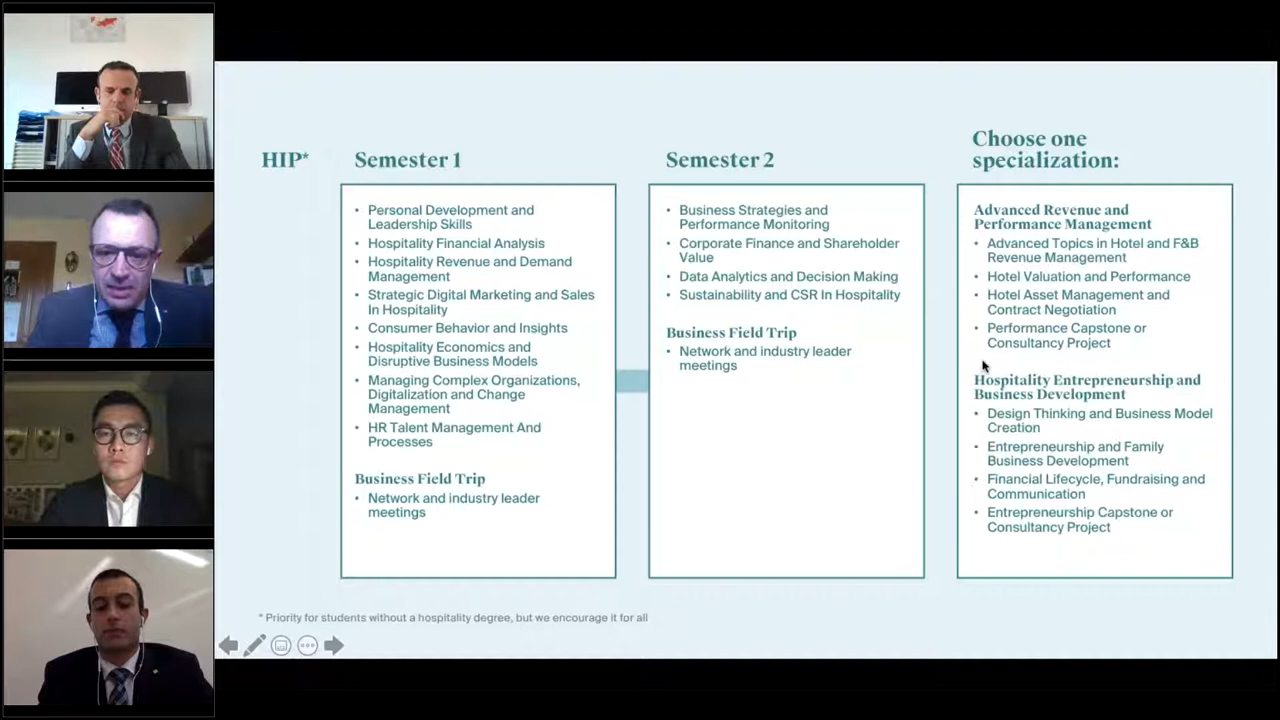 HIP*
Semester 1
• Personal Development and
Leadership Skills
• Hospitality Financial Analysis
• Hospitality Revenue and Demand
Management
• Strategic Digital Marketing and Sales
In Hospitality
• Consumer Behavior and Insights
• Hospitality Economics and
Disruptive Business Models
• Managing Complex Organizations,
Digitalization and Change
Management
• HR Talent Management And
Processes
Business Field Trip
• Network and industry leader
meetings
Semester 2
• Business Strategies and
Performance Monitoring
• Corporate Finance and Shareholder
Value
• Data Analytics and Decision Making
• Sustainability and CSR In Hospitality
Business Field Trip
• Network and industry leader
meetings
Choose one
specialization:
Advanced Revenue and
Performance Management
• Advanced Topics in Hotel and F&B
Revenue Management
• Hotel Valuation and Performance
• Hotel Asset Management and
Contract Negotiation
• Performance Capstone or
Consultancy Project
Hospitality Entrepreneurship and
Business Development
• Design Thinking and Business Model
Creation
• Entrepreneurship and Family
Business Development
• Financial Lifecycle, Fundraising and
Communication
• Entrepreneurship Capstone or
Consultancy Project
* Priority for students without a hospitality degree, but we encourage it for all